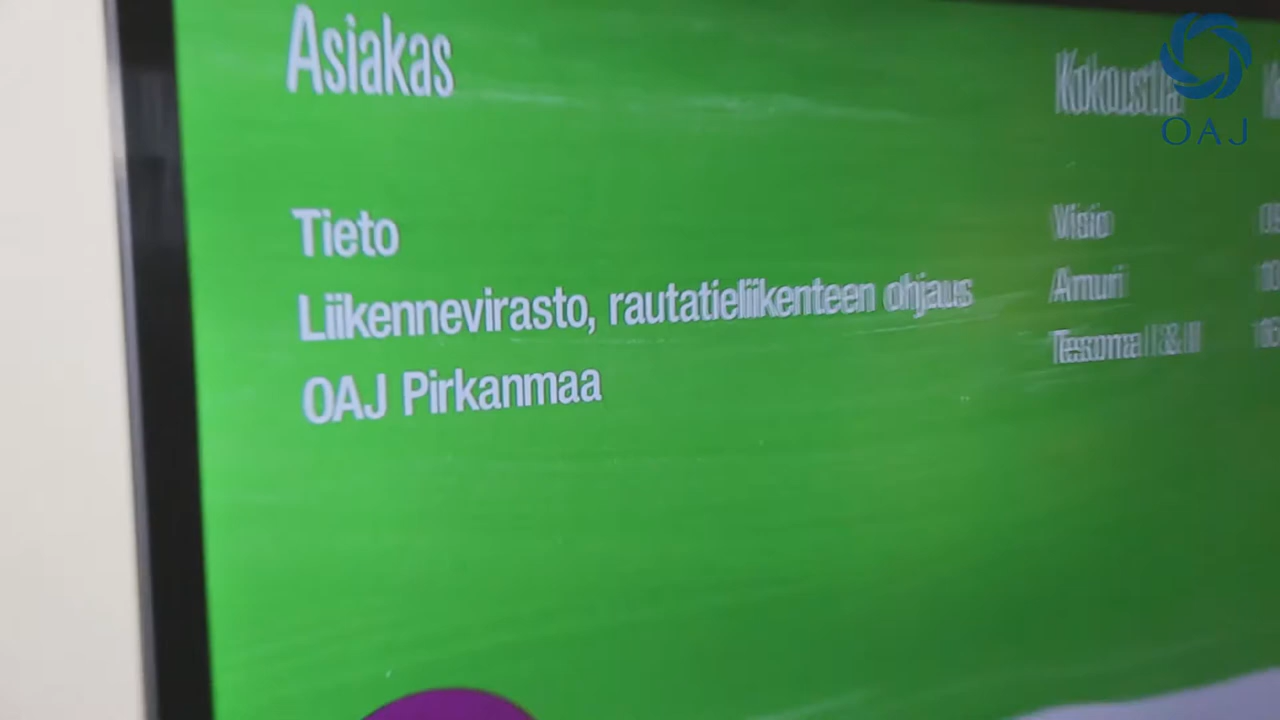 Asiakas Kokoustila
OAJ
Tieto Visio
Liikennevirasto, rautatieliikenteen ohjaus Amuri
OAJ Pirkanmaa Tesoma I & II